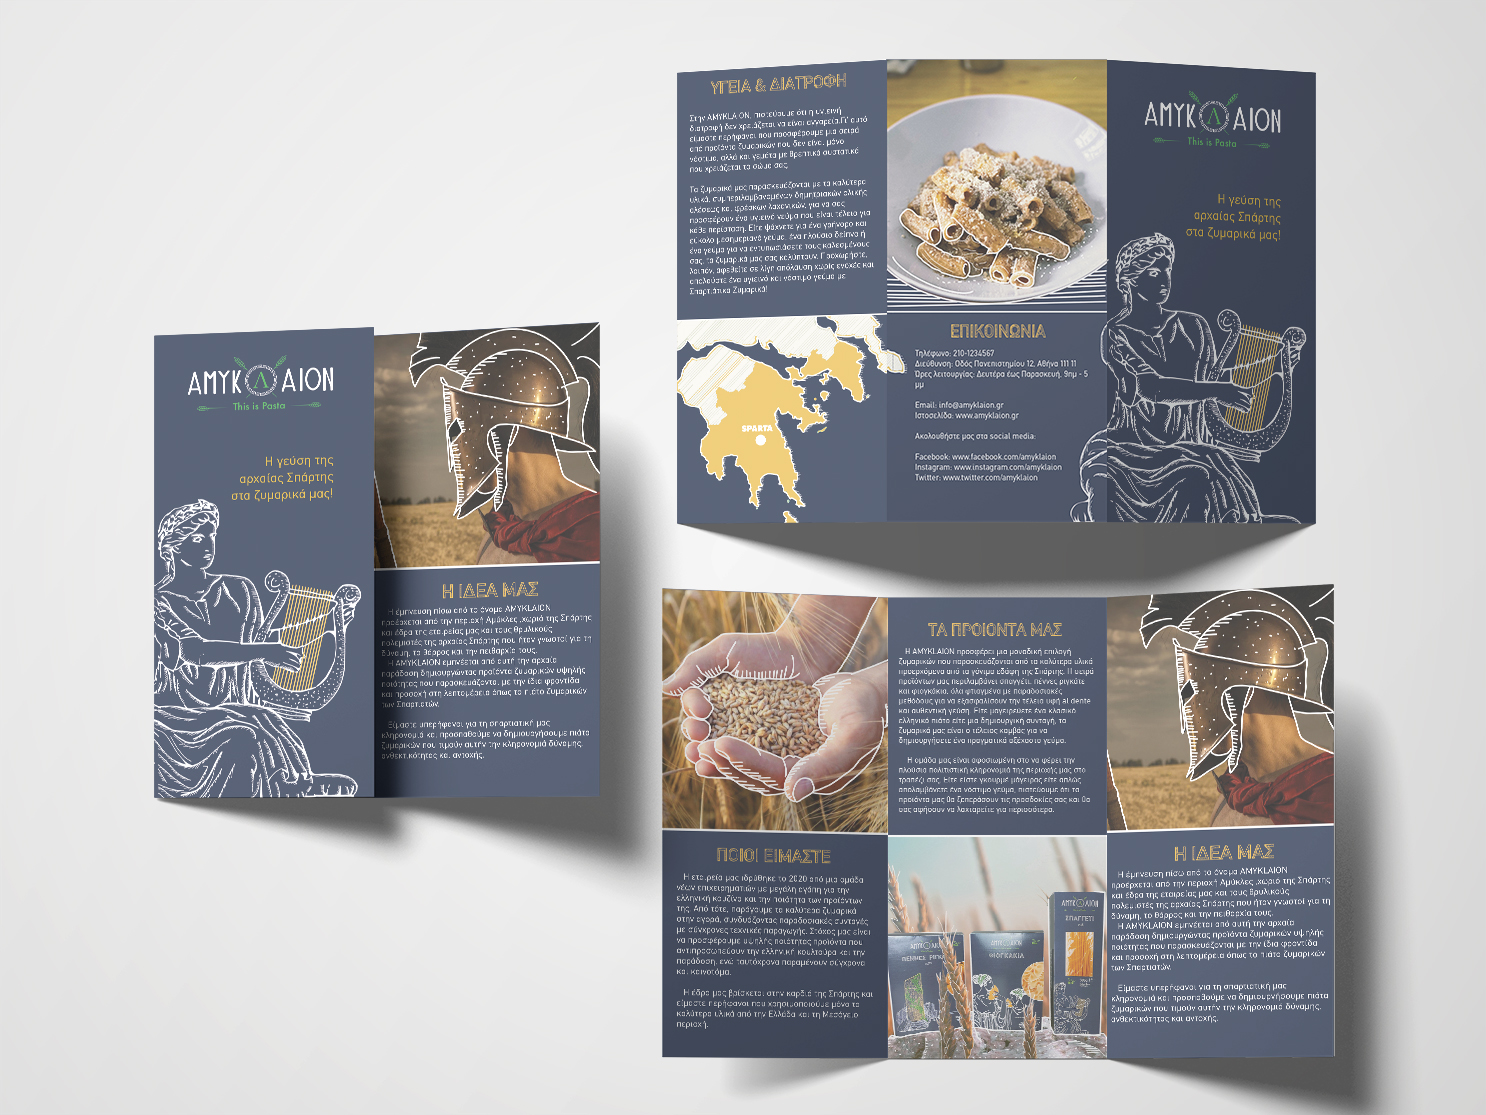 ΑΜΥΚΛΑΙΟΝ
This is Pasta
Η γεύση της
αρχαίας Σπάρτης
στα ζυμαρικά μας!
Η ΙΔΕΑ ΜΑΣ
Η έμπνευση πίσω από το όνομα AMYKLAION
προέρχεται από την περιοχή Αμύκλες ,χωριό της Σπάρτης
και έδρα της εταιρείας μας και τους θρυλικούς
πολεμιστές της αρχαίας Σπάρτης που ήταν γνωστοί για τη
δύναμη, το θάρρος και την πειθαρχία τους.
Η AMYKLAION εμπνέεται από αυτή την αρχαία
παράδοση δημιουργώντας προϊόντα ζυμαρικών υψηλής
ποιότητας που παρασκευάζονται με την ίδια φροντίδα
και προσοχή στη λεπτομέρεια όπως το πιάτο ζυμαρικών
των Σπαρτιατών.
Είμαστε υπερήφανοι για τη σπαρτιατική μας
κληρονομιά και προσπαθούμε να δημιουργήσουμε πιάτα
ζυμαρικών που τιμούν αυτήν την κληρονομιά δύναμης,
ανθεκτικότητας και αντοχής.
ΥΓΕΙΑ & ΔΙΑΤΡΟΦΗ
Στην AMYKLAION, πιστεύουμε ότι η υγιεινή
διατροφή δεν χρειάζεται να είναι αγγαρεία.Γι' αυτό
είμαστε περήφανοι που προσφέρουμε μια σειρά
από προϊόντα ζυμαρικών που δεν είναι μόνο
νόστιμα, αλλά και γεμάτα με θρεπτικά συστατικά
που χρειάζεται το σώμα σας.
Τα ζυμαρικά μας παρασκευάζονται με τα καλύτερα
υλικά, συμπεριλαμβανομένων δημητριακών ολικής
αλέσεως και φρέσκων λαχανικών, για να σας
προσφέρουν ένα υγιεινό γεύμα που είναι τέλειο για
κάθε περίσταση. Είτε ψάχνετε για ένα γρήγορο και
εύκολο μεσημεριανό γεύμα, ένα πλούσιο δείπνο ή
ένα γεύμα για να εντυπωσιάσετε τους καλεσμένους
σας, τα ζυμαρικά μας σας καλύπτουν. Προχωρήστε,
λοιπόν, αφεθείτε σε λίγη απόλαυση χωρίς ενοχές και
απολαύστε ένα υγιεινό και νόστιμο γεύμα με
Σπαρτιάτικα Ζυμαρικά!
SPARTA
ΕΠΙΚΟΙΝΩΝΙΑ
Τηλέφωνο: 210-1234567
Διεύθυνση: Οδός Πανεπιστημίου 12, Αθήνα 111 11
Ώρες λειτουργίας: Δευτέρα έως Παρασκευή, 9πμ - 5
μμ
Email: info@amyklaion.gr
Ιστοσελίδα: www.amyklaion.gr
Ακολουθήστε μας στα social media:
Facebook: www.facebook.com/amyklaion
Instagram: www.instagram.com/amyklaion
Twitter: www.twitter.com/amyklaion
ΑΜΥΚΛΑΙΟΝ
This is Pasta
Η γεύση της
αρχαίας Σπάρτης
στα ζυμαρικά μας!
ΠΟΙΟΙ ΕΙΜΑΣΤΕ
Η εταιρεία μας ιδρύθηκε το 2020 από μια ομάδα
νέων επιχειρηματιών με μεγάλη αγάπη για την
ελληνική κουζίνα και την ποιότητα των προϊόντων
της. Από τότε, παράγουμε τα καλύτερα ζυμαρικά
στην αγορά, συνδυάζοντας παραδοσιακές συνταγές
με σύγχρονες τεχνικές παραγωγής. Στόχος μας είναι
να προσφέρουμε υψηλής ποιότητας προϊόντα που
αντιπροσωπεύουν την ελληνική κουλτούρα και την
παράδοση, ενώ ταυτόχρονα παραμένουν σύγχρονα
και καινοτόμα.
Η έδρα μας βρίσκεται στην καρδιά της Σπάρτης και
είμαστε περήφανοι που χρησιμοποιούμε μόνο τα
καλύτερα υλικά από την Ελλάδα και τη Μεσόγειο
περιοχή.
ΤΑ ΠΡΟΙΟΝΤΑ ΜΑΣ
Η AMYKLAION προσφέρει μια μοναδική επιλογή
ζυμαρικών που παρασκευάζονται από τα καλύτερα υλικά
προερχόμενα από τα γόνιμα εδάφη της Σπάρτης. Η σειρά
προϊόντων μας περιλαμβάνει σπαγγέτι, πέννες ριγκάτε
και φιογκάκια, όλα φτιαγμένα με παραδοσιακές
μεθόδους για να εξασφαλίσουν την τέλεια υφή al dente
και αυθεντική γεύση. Είτε μαγειρεύετε ένα κλασικό
ελληνικό πιάτο είτε μια δημιουργική συνταγή, τα
ζυμαρικά μας είναι ο τέλειος καμβάς για να
δημιουργήσετε ένα πραγματικά αξέχαστο γεύμα.
Η ομάδα μας είναι αφοσιωμένη στο να φέρει την
πλούσια πολιτιστική κληρονομιά της περιοχής μας στο
τραπέζι σας. Είτε είστε γκουρμέ μάγειρας είτε απλώς
απολαμβάνετε ένα νόστιμο γεύμα, πιστεύουμε ότι τα
προϊόντα μας θα ξεπεράσουν τις προσδοκίες σας και θα
σας αφήσουν να λαχταρείτε για περισσότερα.
ΑΜΥΚΛΑΙΟΝ
ΠΕΝΝΕΣ ΡΙΓΚΑΤΕ
ΑΜΥΚΛΑΙΟΝ
ΦΙΟΓΚΑΚΙΑ
ΑΜΥΚΛΑΙΟΝ
ΣΠΑΓΓΕΤΙ
Η ΙΔΕΑ ΜΑΣ
Η έμπνευση πίσω από το όνομα AMYKLAION
προέρχεται από την περιοχή Αμύκλες ,χωριό της Σπάρτης
και έδρα της εταιρείας μας και τους θρυλικούς
πολεμιστές της αρχαίας Σπάρτης που ήταν γνωστοί για τη
δύναμη, το θάρρος και την πειθαρχία τους.
Η AMYKLAION εμπνέεται από αυτή την αρχαία
παράδοση δημιουργώντας προϊόντα ζυμαρικών υψηλής
ποιότητας που παρασκευάζονται με την ίδια φροντίδα
και προσοχή στη λεπτομέρεια όπως το πιάτο ζυμαρικών
των Σπαρτιατών.
Είμαστε υπερήφανοι για τη σπαρτιατική μας
κληρονομιά και προσπαθούμε να δημιουργήσουμε πιάτα
ζυμαρικών που τιμούν αυτήν την κληρονομιά δύναμης,
ανθεκτικότητας και αντοχής.